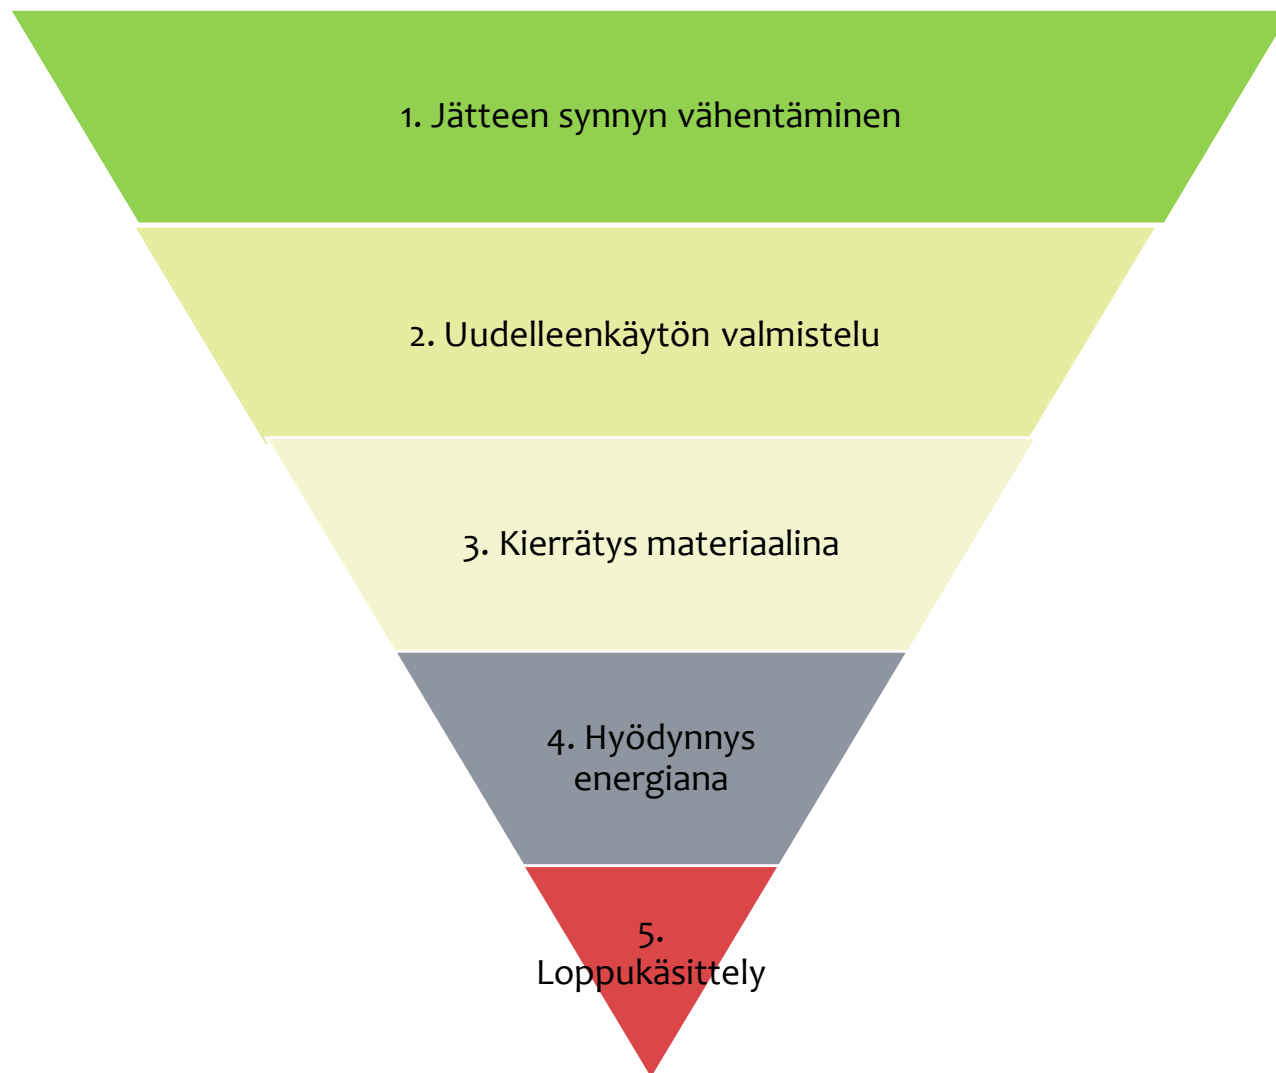 1. Jätteen synnyn vähentäminen
2. Uudelleenkäytön valmistelu
3. Kierrätys materiaalina
4. Hyödynnys
energiana
5.
Loppukäsittely